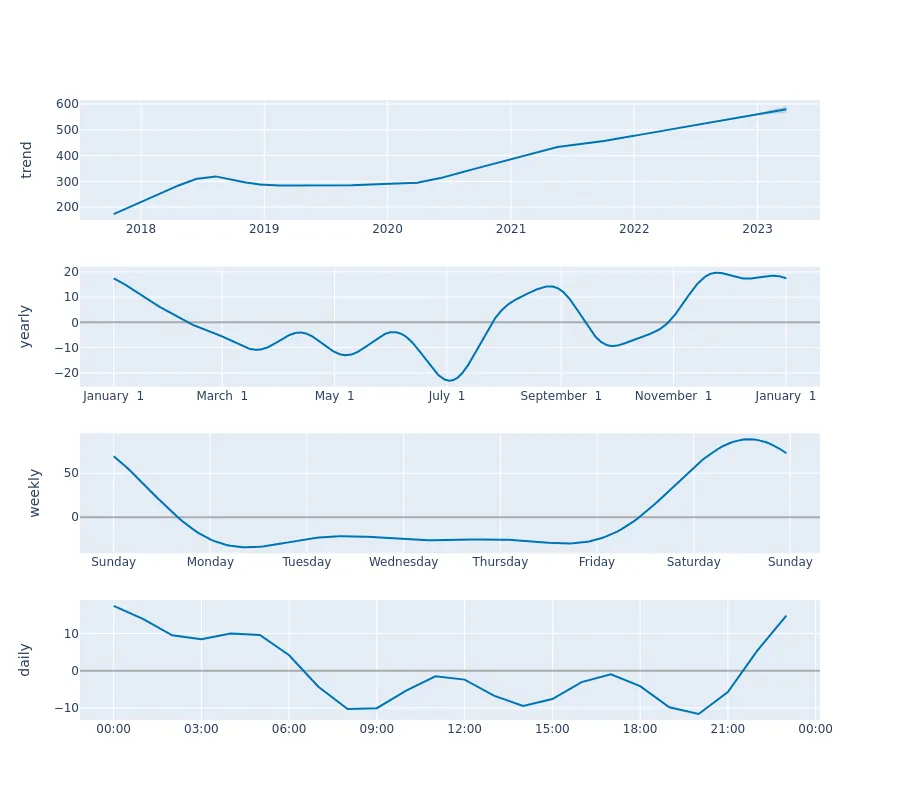 trend
600
500
400
300
200
2018 2019 2020 2021 2022 2023
yearly
20
10
0
−10
−20
January 1 March 1 May 1 July 1 September 1 November 1 January 1
weekly
50
0
Sunday Monday Tuesday Wednesday Thursday Friday Saturday Sunday
daily
10
0
−10
00:00 03:00 06:00 09:00 12:00 15:00 18:00 21:00 00:00